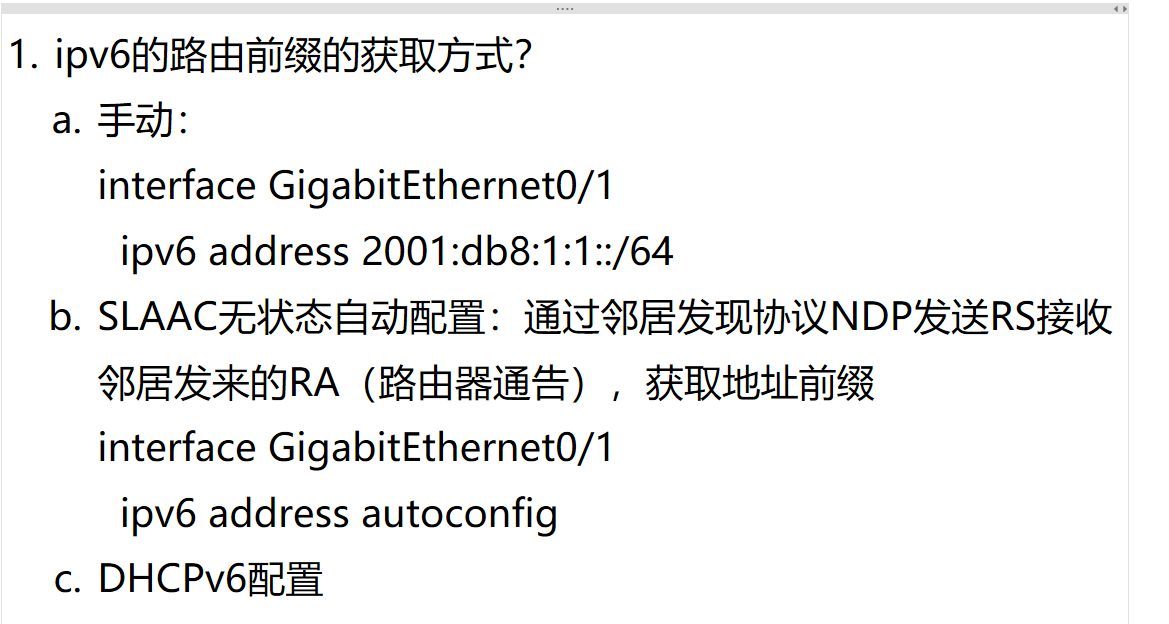 1. ipv6的路由前缀的获取方式？
a. 手动：
interface GigabitEthernet0/1
ipv6 address 2001:db8:1:1::/64
b. SLAAC无状态自动配置：通过邻居发现协议NDP发送RS接收
邻居发来的RA（路由器通告），获取地址前缀
interface GigabitEthernet0/1
ipv6 address autoconfig
c. DHCPv6配置